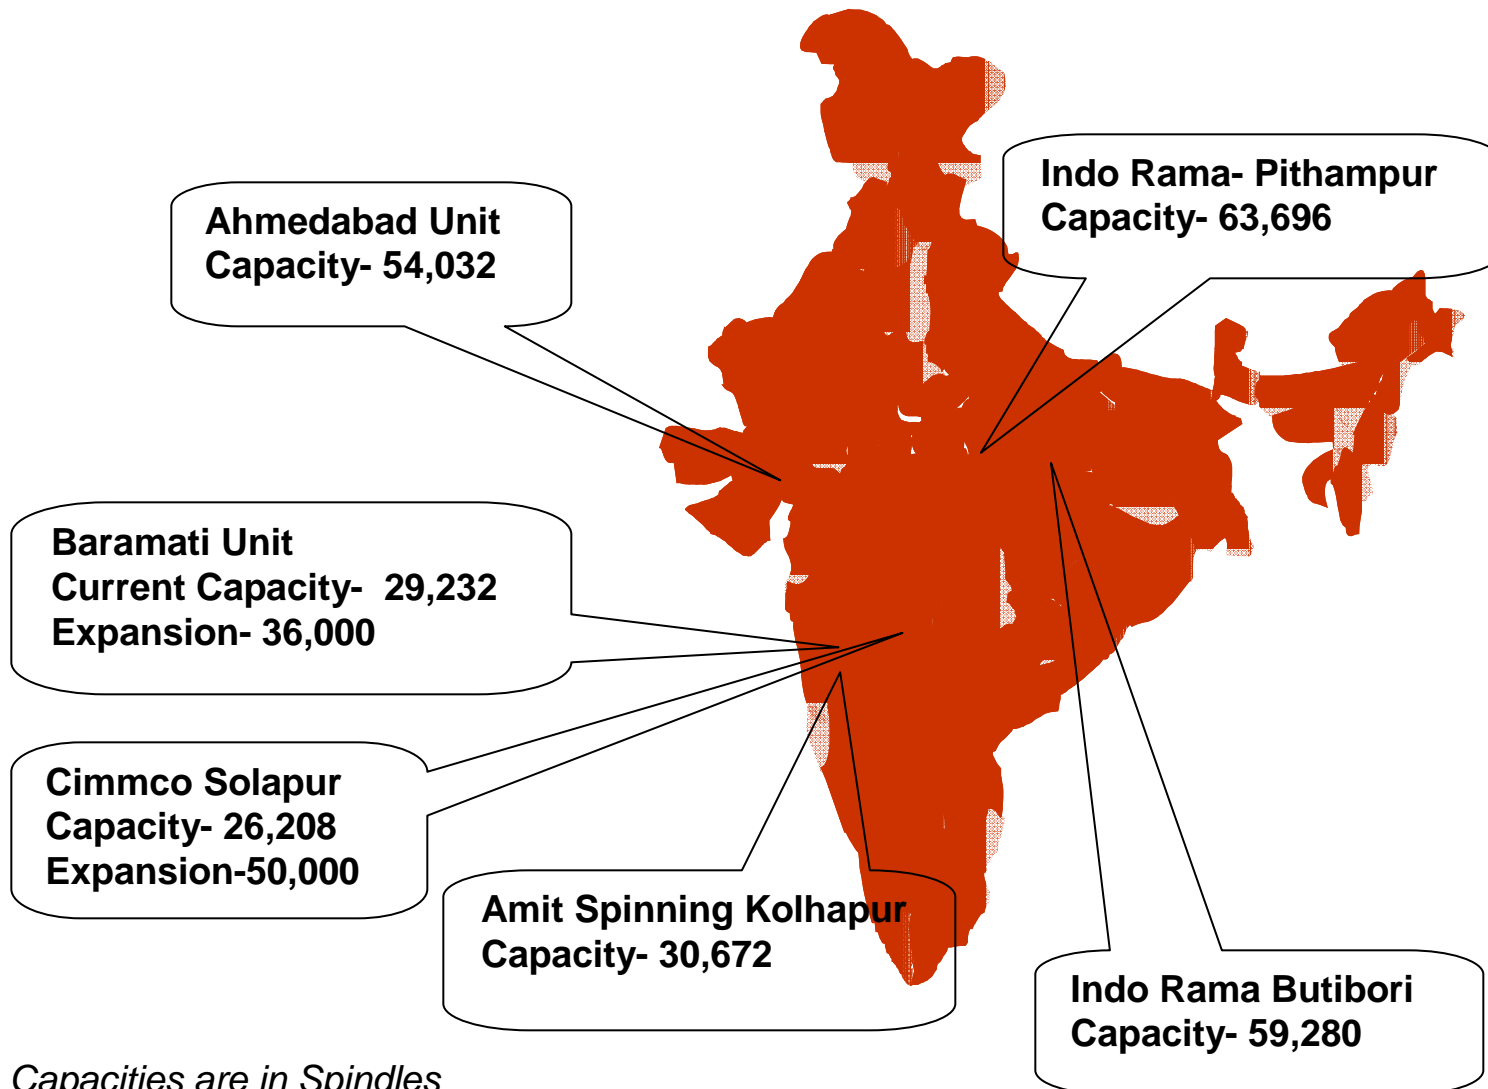 Ahmedabad Unit
Capacity- 54,032
Indo Rama- Pithampur
Capacity- 63,696
Baramati Unit
Current Capacity-  29,232
Expansion- 36,000
Cimmco Solapur
Capacity- 26,208
Expansion-50,000
Amit Spinning Kolhapur
Capacity- 30,672
Indo Rama Butibori
Capacity- 59,280
Capacities are in Spindles